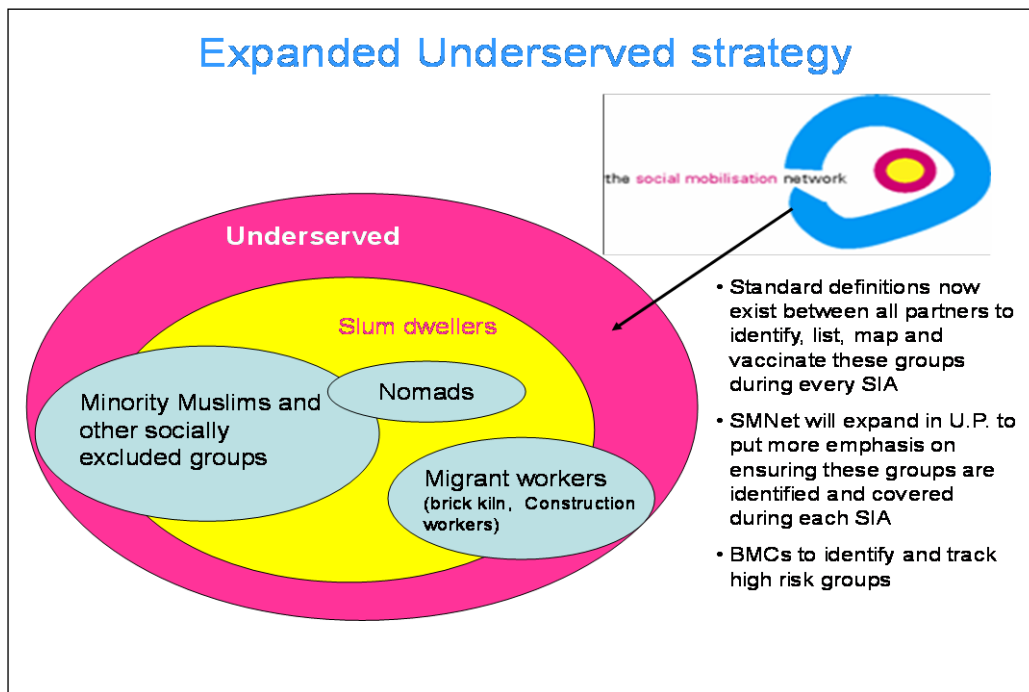 Expanded Underserved strategy
the social mobilisation network
Underserved
Slum dwellers
Nomads
Minority Muslims and
other socially
excluded groups
Migrant workers
(brick kiln, Construction
workers)
• Standard definitions now
exist between all partners to
identify, list, map and
vaccinate these groups
during every SIA
• SMNet will expand in U.P. to
put more emphasis on
ensuring these groups are
identified and covered
during each SIA
• BMCs to identify and track
high risk groups